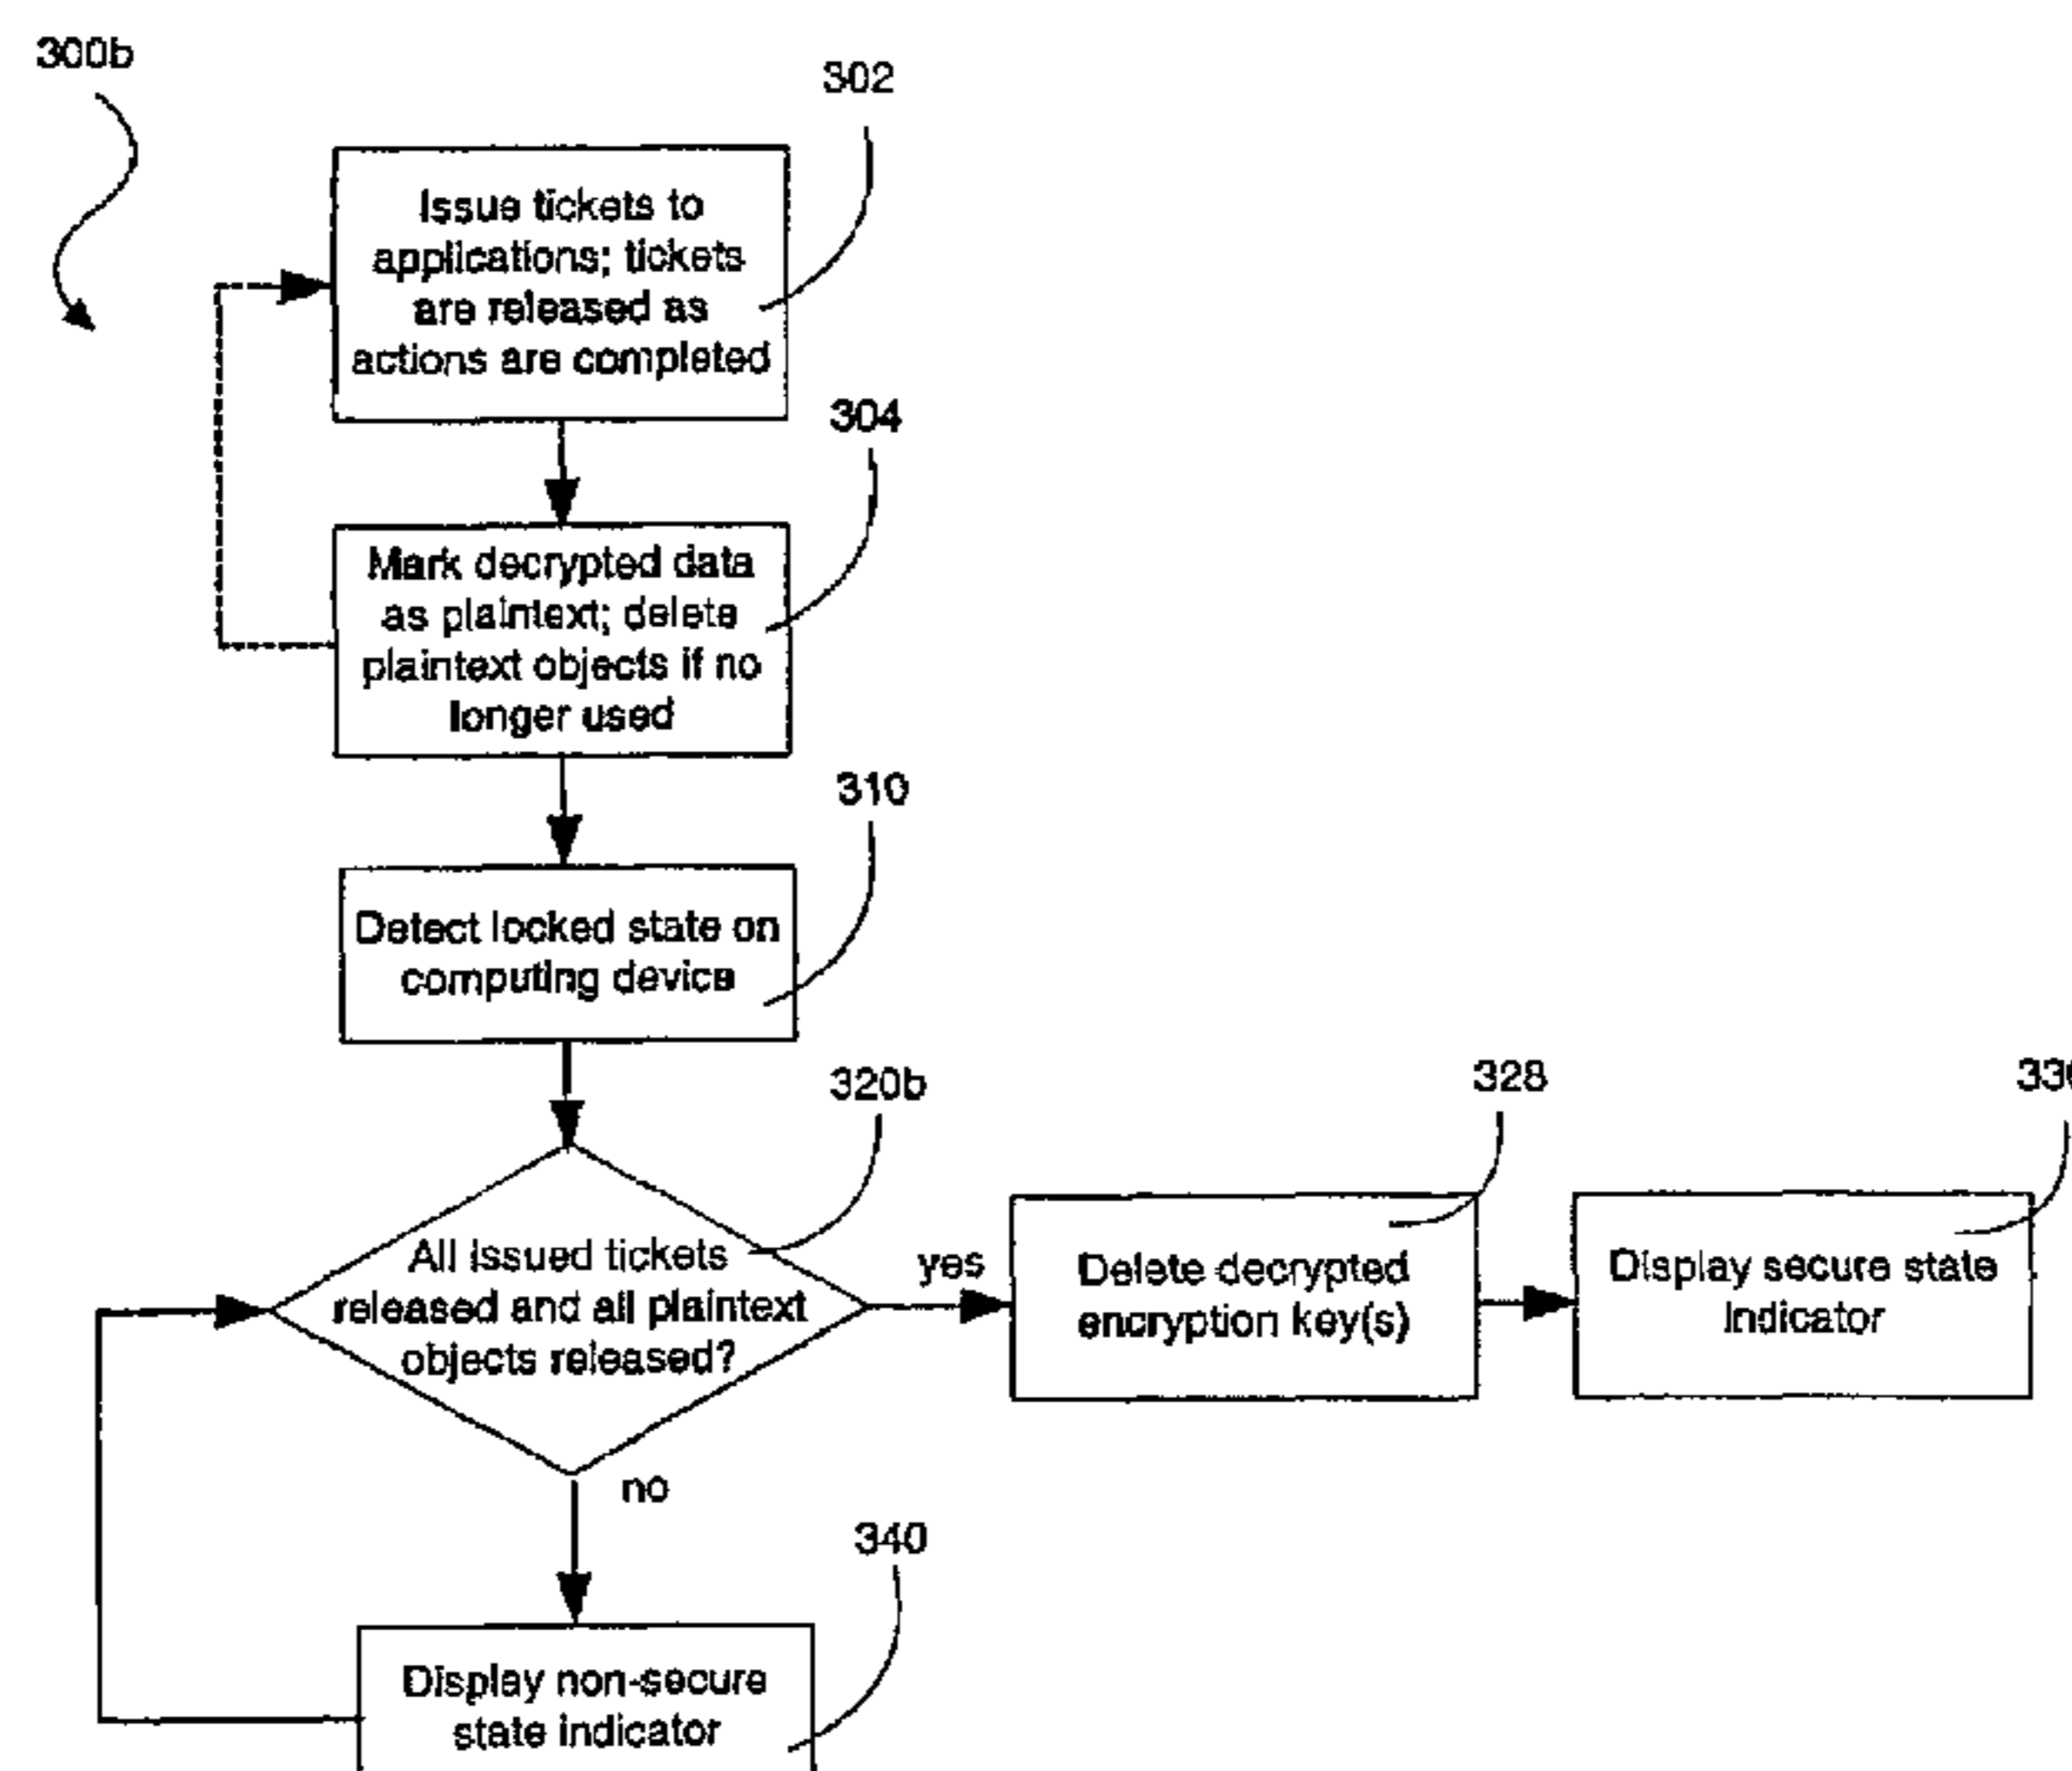 300b
302
Issue tickets to
applications; tickets
are released as
actions are completed
304
Mark decrypted data
as plaintext; delete
plaintext objects if no
longer used
310
Detect locked state on
computing device
320b
All issued tickets
released and all plaintext
objects released?
yes
328
Delete decrypted
encryption key(s)
Display secure state
indicator
no
340
Display non-secure
state indicator